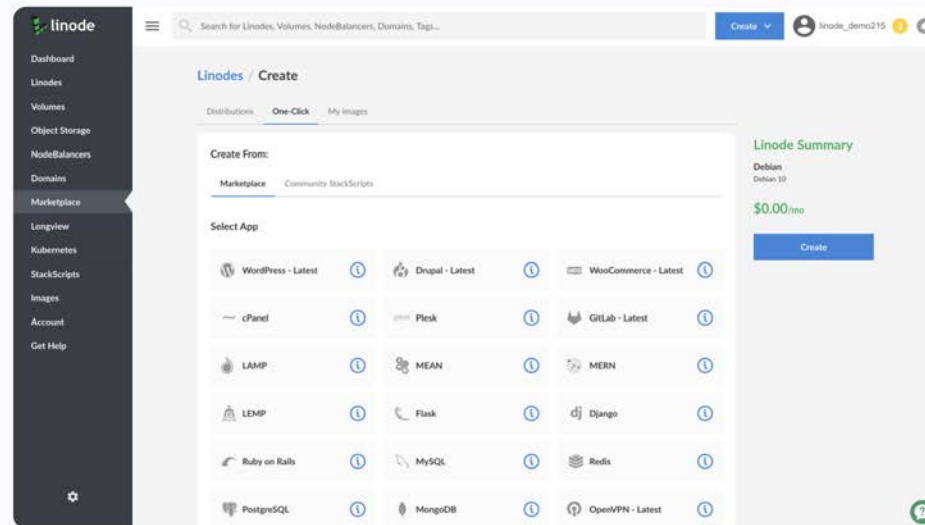 linode
Search for Linodes, Volumes, NodeBalancers, Domains, Tags...
Create
linode_demo215
Dashboard
Linodes
Volumes
Object Storage
NodeBalancers
Domains
Marketplace
Longview
Kubernetes
StackScripts
Images
Account
Get Help
Linodes / Create
Distributions One-Click My Images
Create From:
Marketplace Community StackScripts
Select App
WordPress - Latest
Drupal - Latest
WooCommerce - Latest
cPanel
Plesk
GitLab - Latest
LAMP
MEAN
MERN
LEMP
Flask
dj Django
Ruby on Rails
MySQL
Redis
PostgreSQL
MongoDB
OpenVPN - Latest
Linode Summary
Debian
Debian 10
$0.00/mo
Create